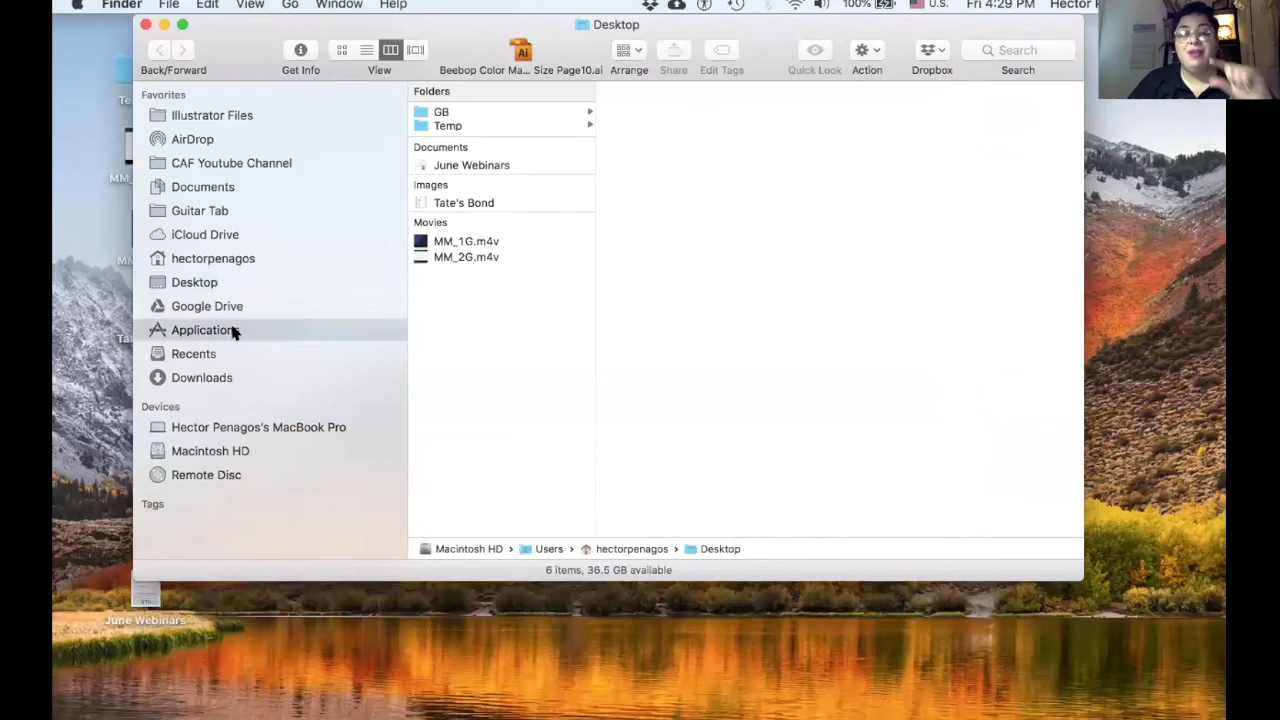 Finder File Edit View Go Window Help 100% U.S. Fri 4:29 PM Hector
Desktop
Search
Back/Forward Get Info View Beebop Color Ma... Size Page10.ai Arrange Share Edit Tags Quick Look Action Dropbox Search
Favorites
Illustrator Files
AirDrop
CAF Youtube Channel
Documents
Guitar Tab
iCloud Drive
hectorpenagos
Desktop
Google Drive
Applications
Recents
Downloads
Devices
Hector Penagos's MacBook Pro
Macintosh HD
Remote Disc
Tags
Folders
GB
Temp
Documents
June Webinars
Images
Tate's Bond
Movies
MM_1G.m4v
MM_2G.m4v
Macintosh HD › Users › hectorpenagos › Desktop
6 items, 36.5 GB available
June Webinars